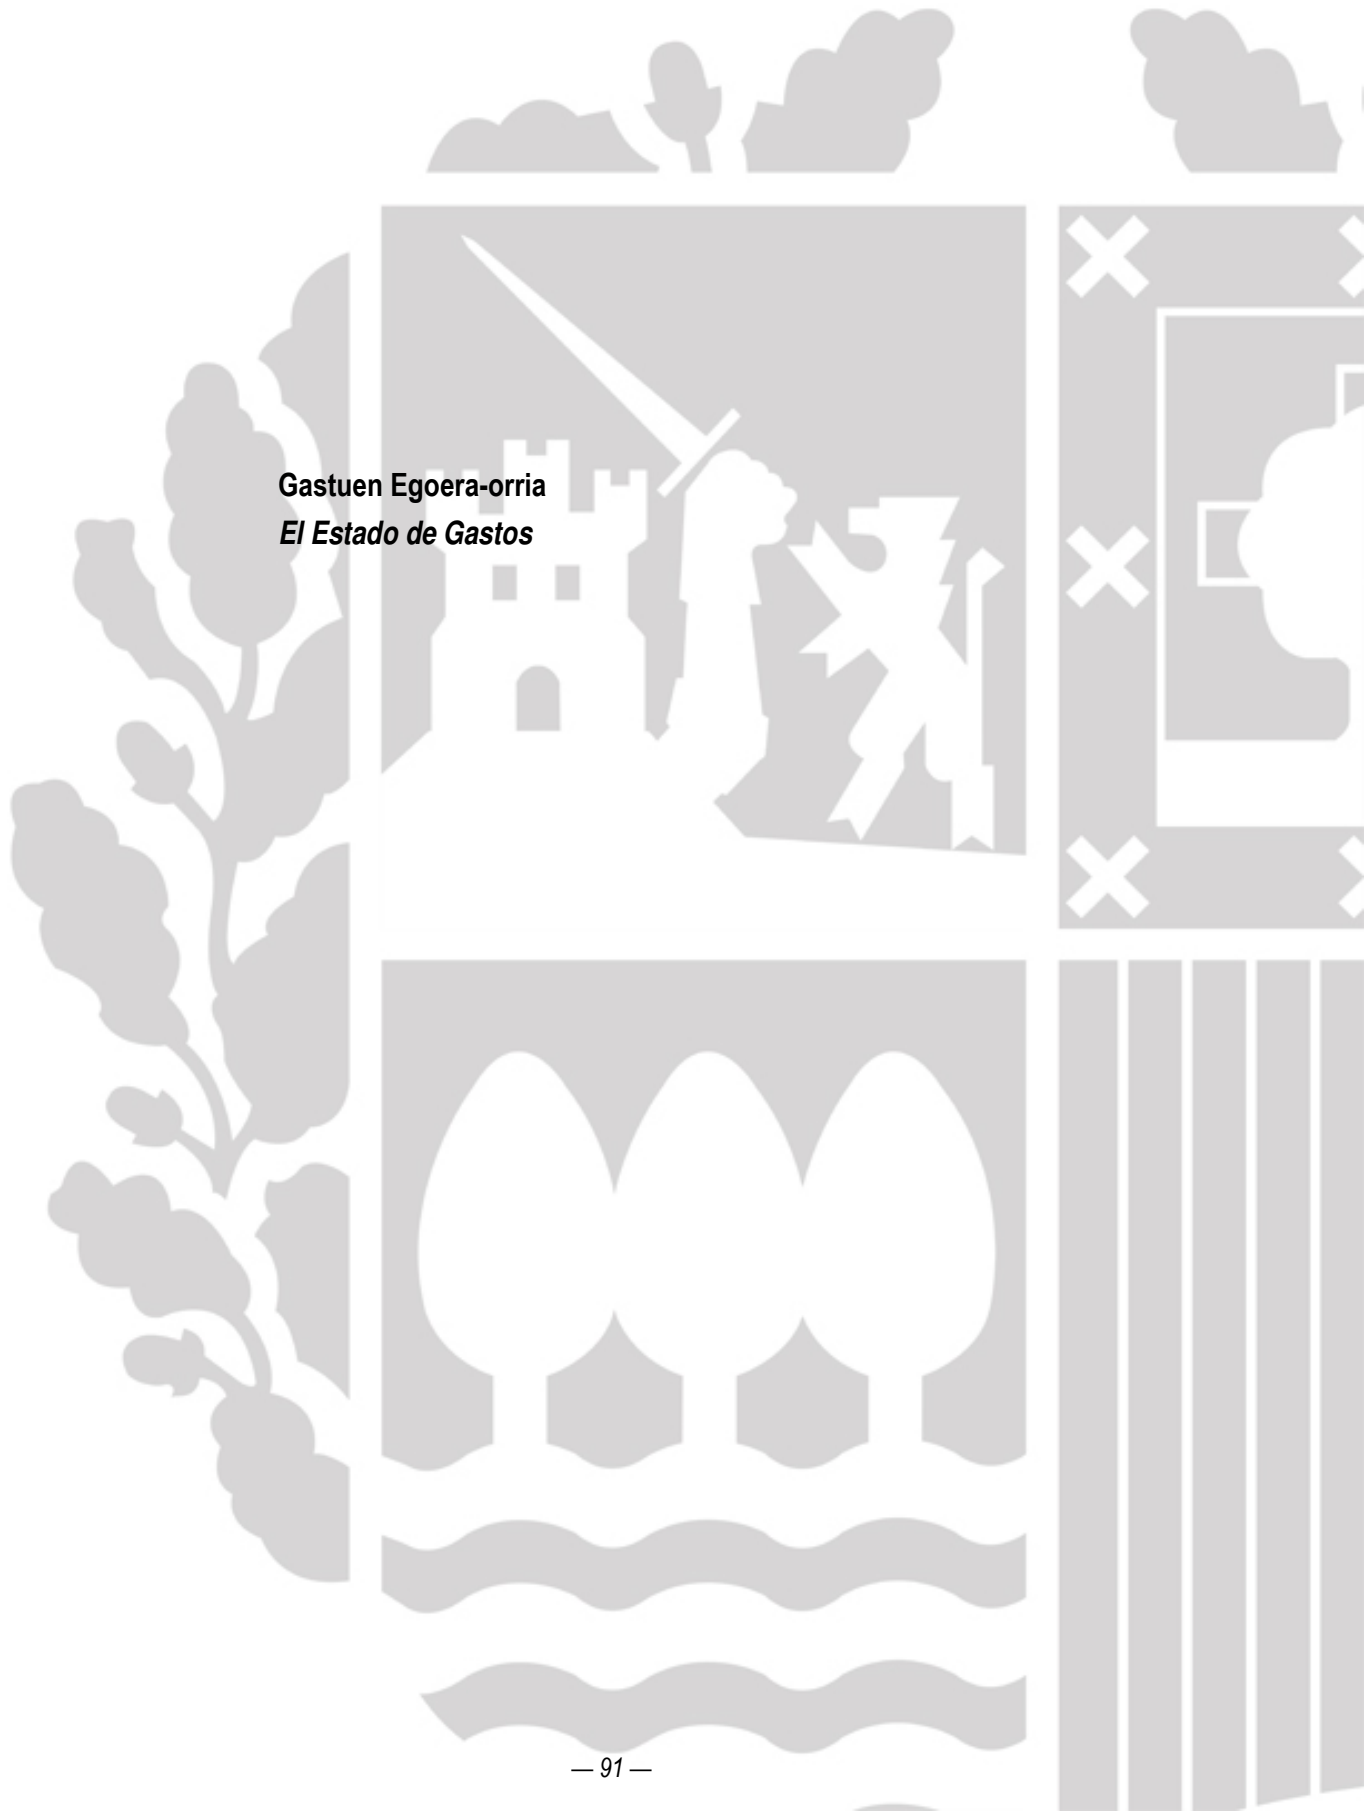 Gastuen Egoera-orria
El Estado de Gastos
— 91 —